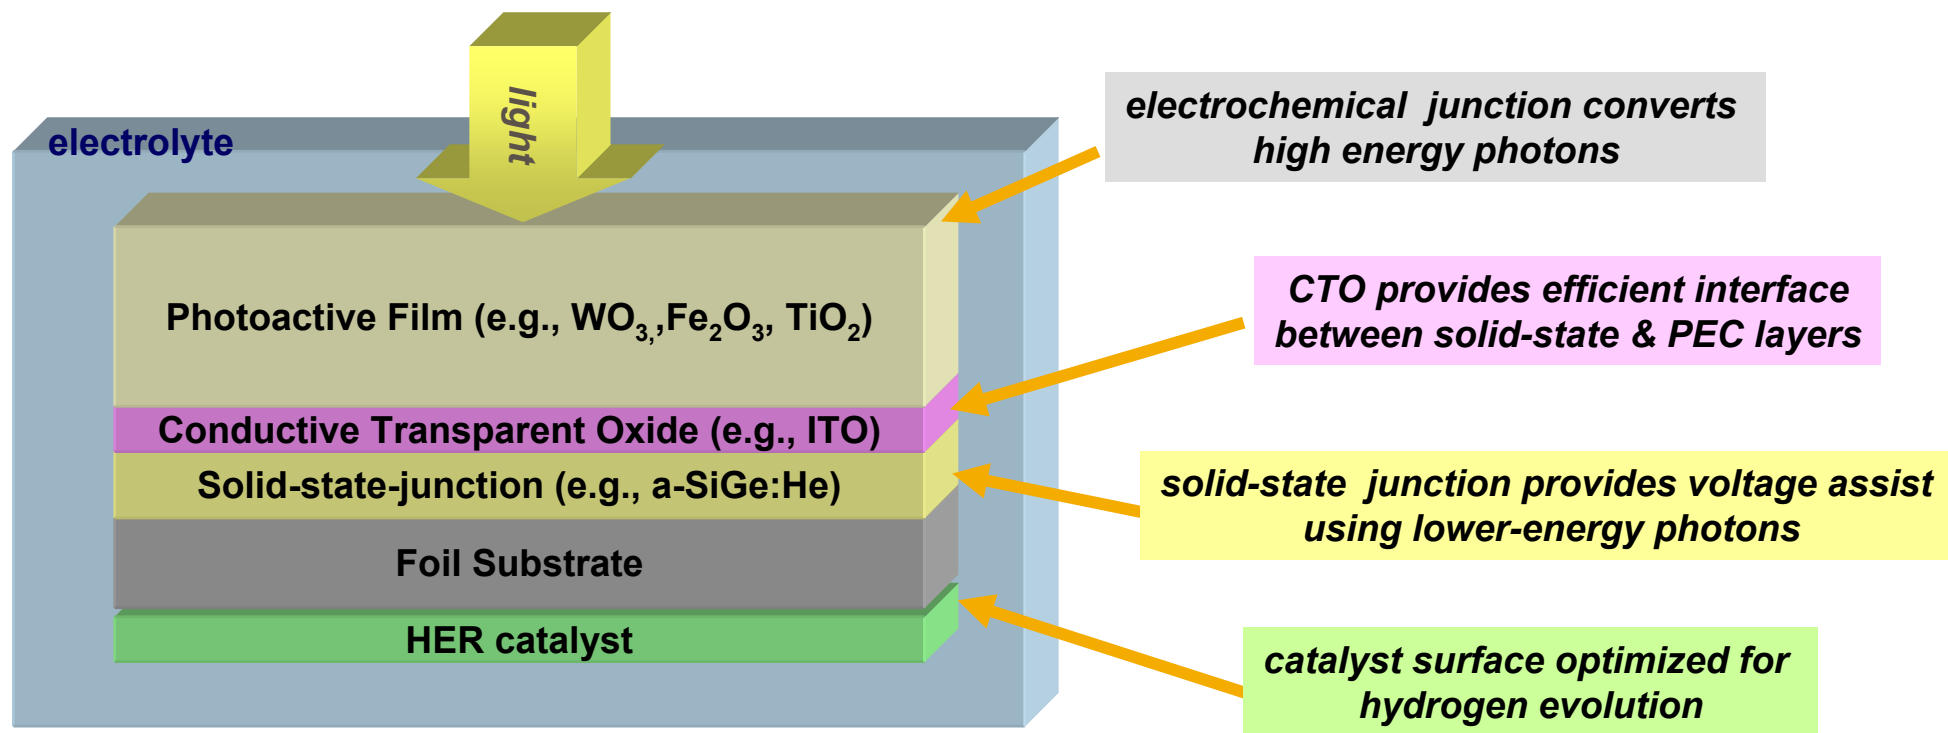 light
electrolyte
electrochemical junction converts
high energy photons
Photoactive Film (e.g., WO₃,,Fe₂O₃, TiO₂)
CTO provides efficient interface
between solid-state & PEC layers
Conductive Transparent Oxide (e.g., ITO)
Solid-state-junction (e.g., a-SiGe:He)
solid-state junction provides voltage assist
using lower-energy photons
Foil Substrate
HER catalyst
catalyst surface optimized for
hydrogen evolution